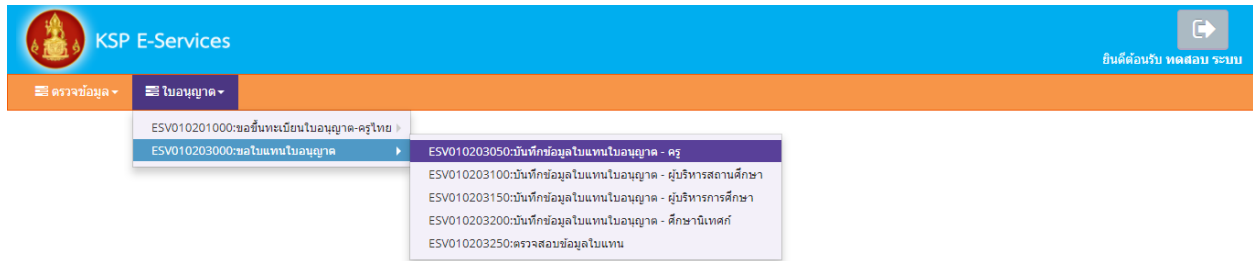 KSP E-Services
ยินดีต้อนรับ ทดสอบ ระบบ
ตรวจข้อมูล
ใบอนุญาต
ESV010201000:ขอขึ้นทะเบียนใบอนุญาต-ครูไทย
ESV010203000:ขอใบแทนใบอนุญาต
ESV010203050:บันทึกข้อมูลใบแทนใบอนุญาต - ครู
ESV010203100:บันทึกข้อมูลใบแทนใบอนุญาต - ผู้บริหารสถานศึกษา
ESV010203150:บันทึกข้อมูลใบแทนใบอนุญาต - ผู้บริหารการศึกษา
ESV010203200:บันทึกข้อมูลใบแทนใบอนุญาต - ศึกษานิเทศก์
ESV010203250:ตรวจสอบข้อมูลใบแทน